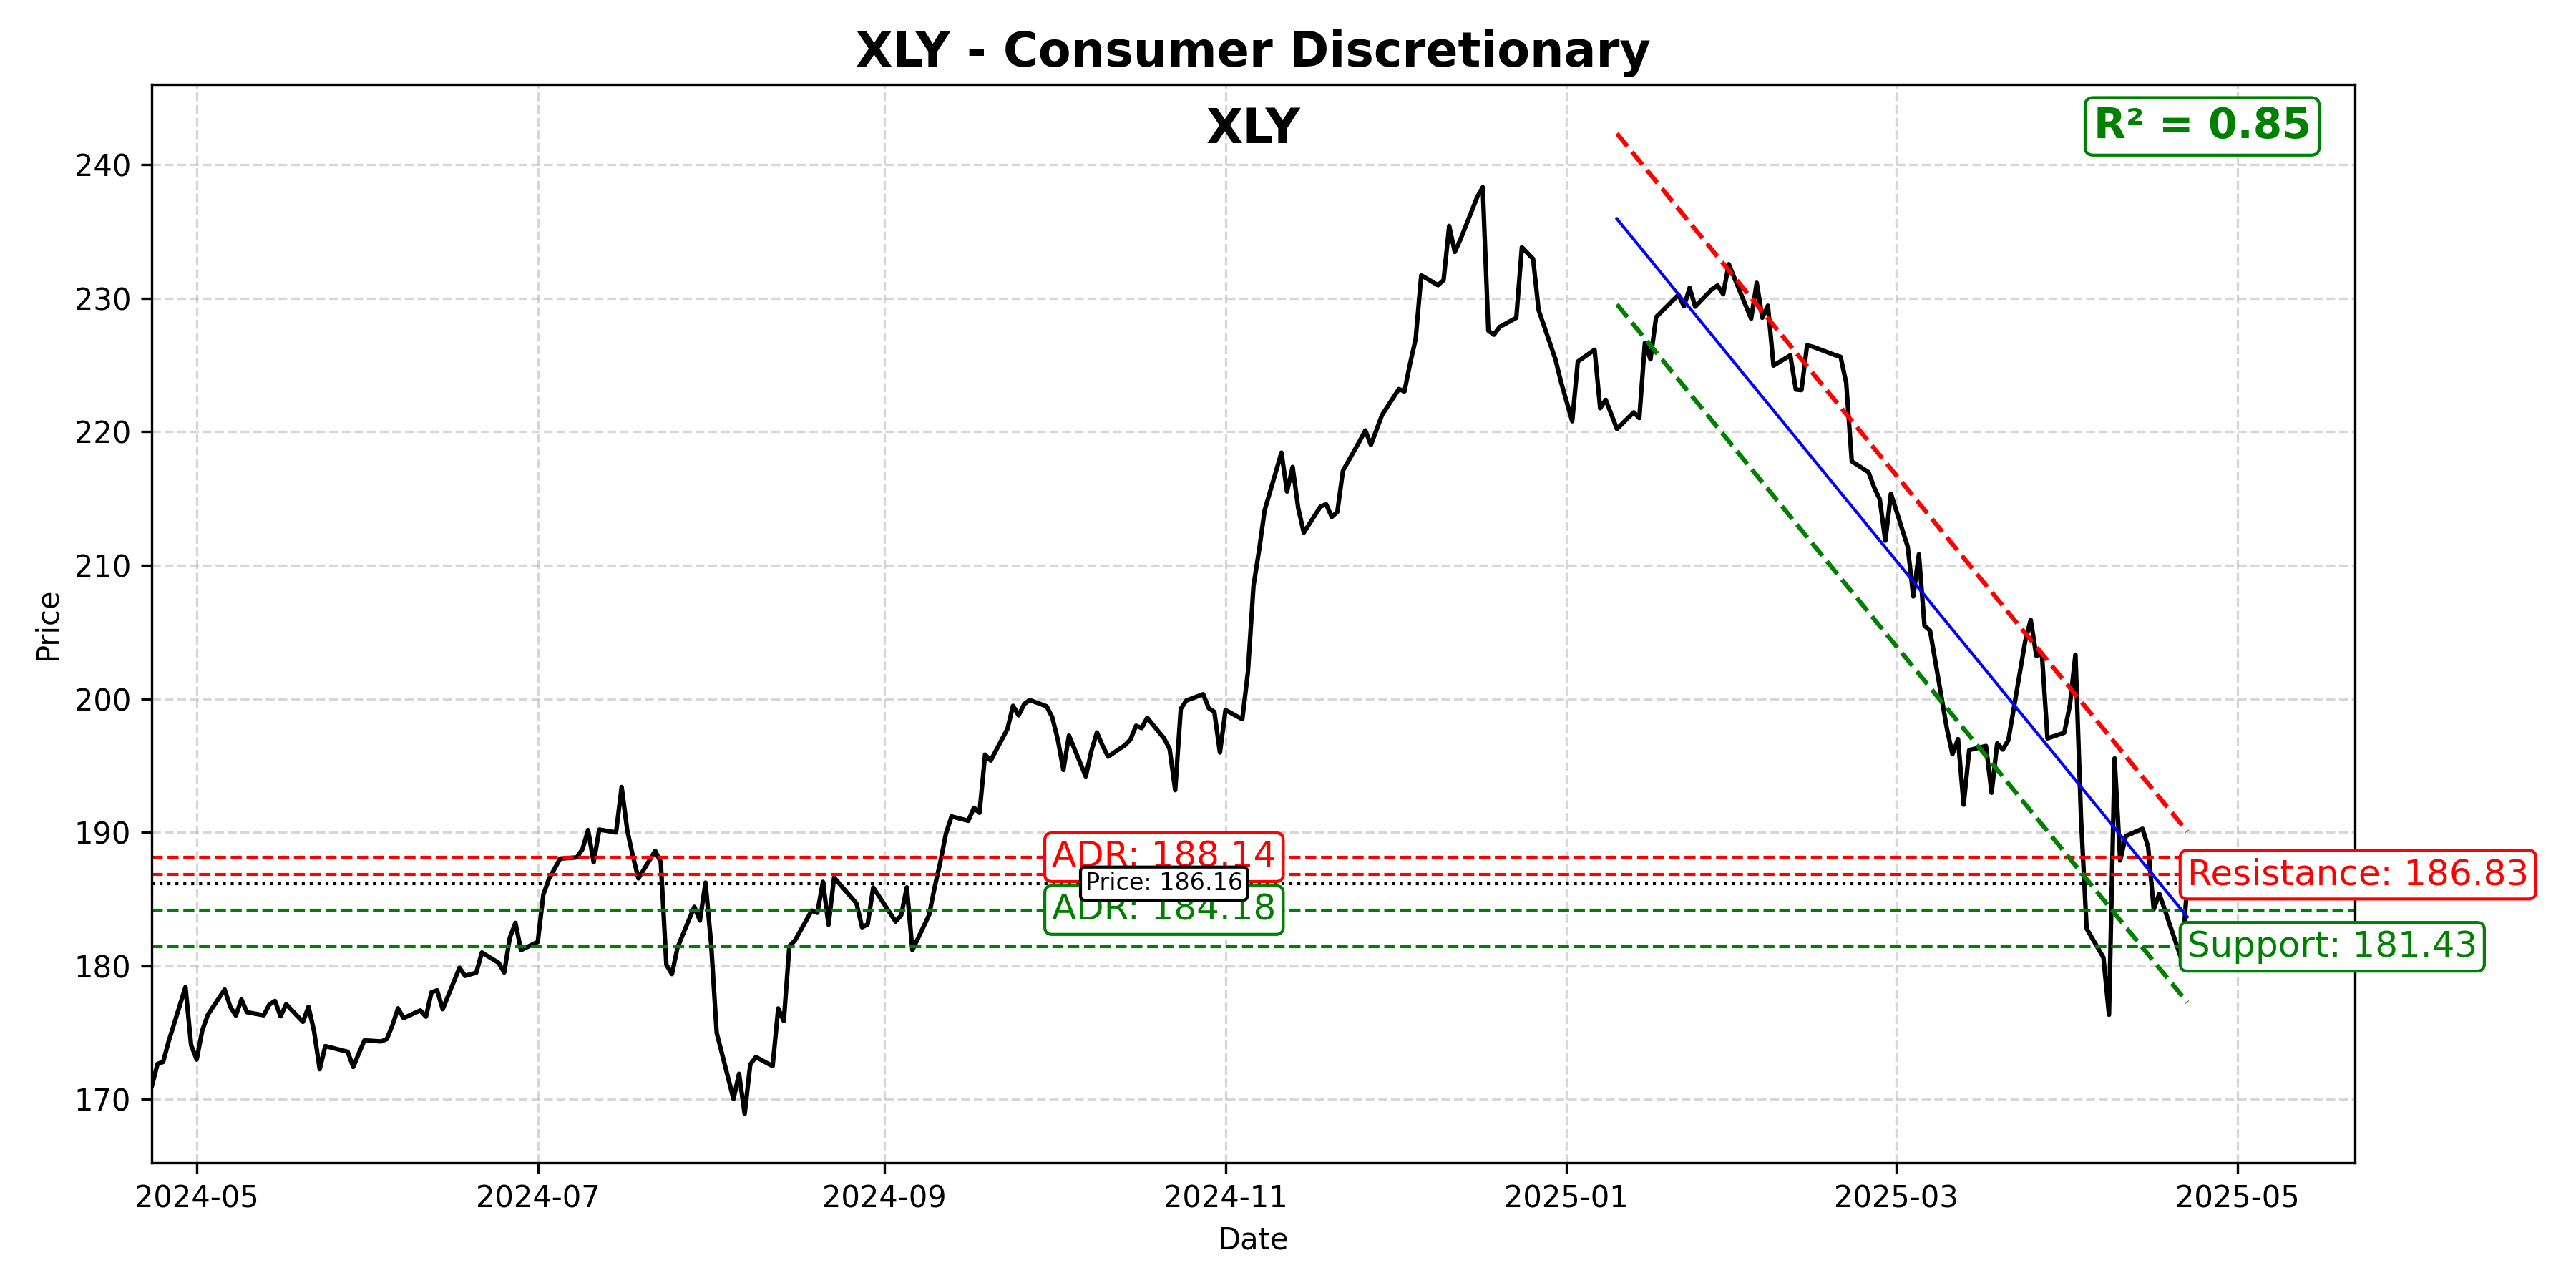 XLY - Consumer Discretionary
XLY
R² = 0.85
240
230
220
210
200
190
180
170
Price
ADR: 188.14
Price: 186.16
ADR: 184.18
Resistance: 186.83
Support: 181.43
2024-05
2024-07
2024-09
2024-11
2025-01
2025-03
2025-05
Date